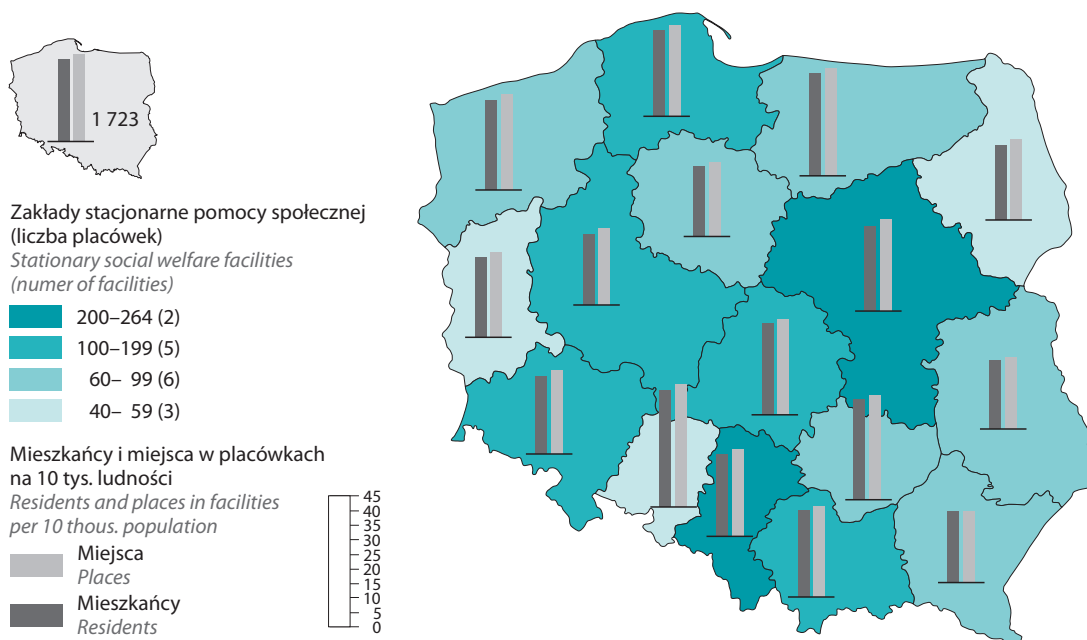 1 723
Zakłady stacjonarne pomocy społecznej
(liczba placówek)
Stationary social welfare facilities
(numer of facilities)
200–264 (2)
100–199 (5)
60– 99 (6)
40– 59 (3)
Mieszkańcy i miejsca w placówkach
na 10 tys. ludności
Residents and places in facilities
per 10 thous. population
Miejsca
Places
Mieszkańcy
Residents
45
40
35
30
25
20
15
10
5
0